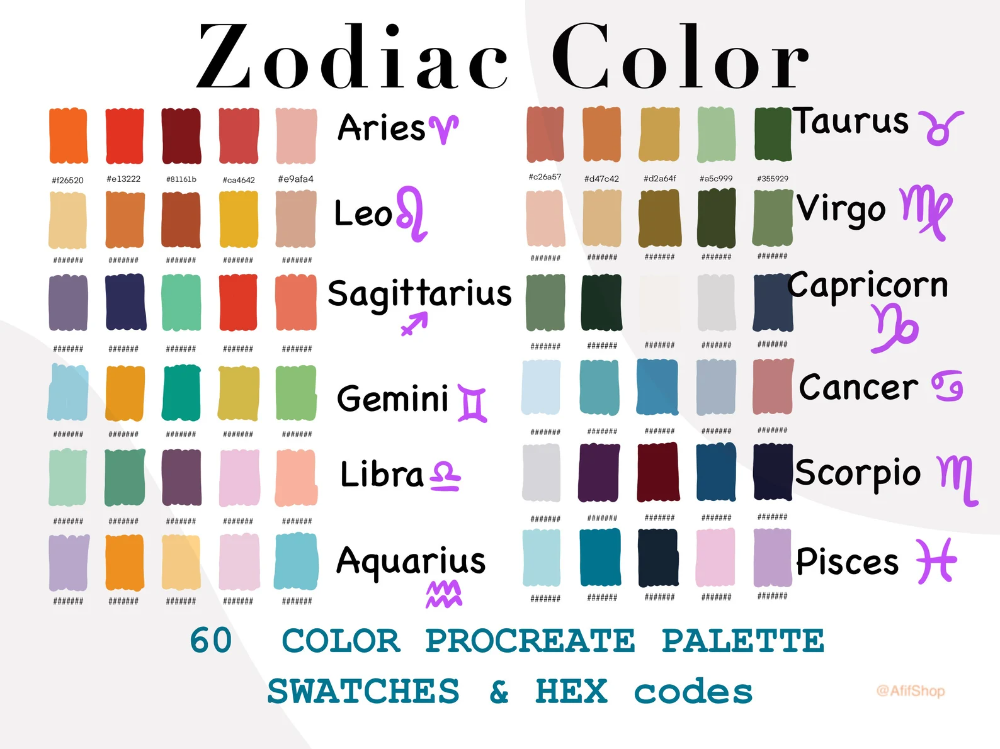 Zodiac Color
Aries♈ Taurus ♉
#f26520 #e13222 #81161b #ca4642 #e9afa4 #c26a57 #d47c42 #d2a64f #a5c999 #355929
Leo♌ Virgo ♍
####### ####### ####### ####### ####### ####### ####### ####### ####### #######
Sagittarius Capricorn
♐ ♑
####### ####### ####### ####### ####### ####### ####### ####### ####### #######
Gemini ♊ Cancer ♋
####### ####### ####### ####### ####### ####### ####### ####### ####### #######
Libra ♎ Scorpio ♏
####### ####### ####### ####### ####### ####### ####### ####### ####### #######
Aquarius Pisces ♓
♒
####### ####### ####### ####### ####### ####### ####### ####### ####### #######
60 COLOR PROCREATE PALETTE
SWATCHES & HEX codes
@AfifShop